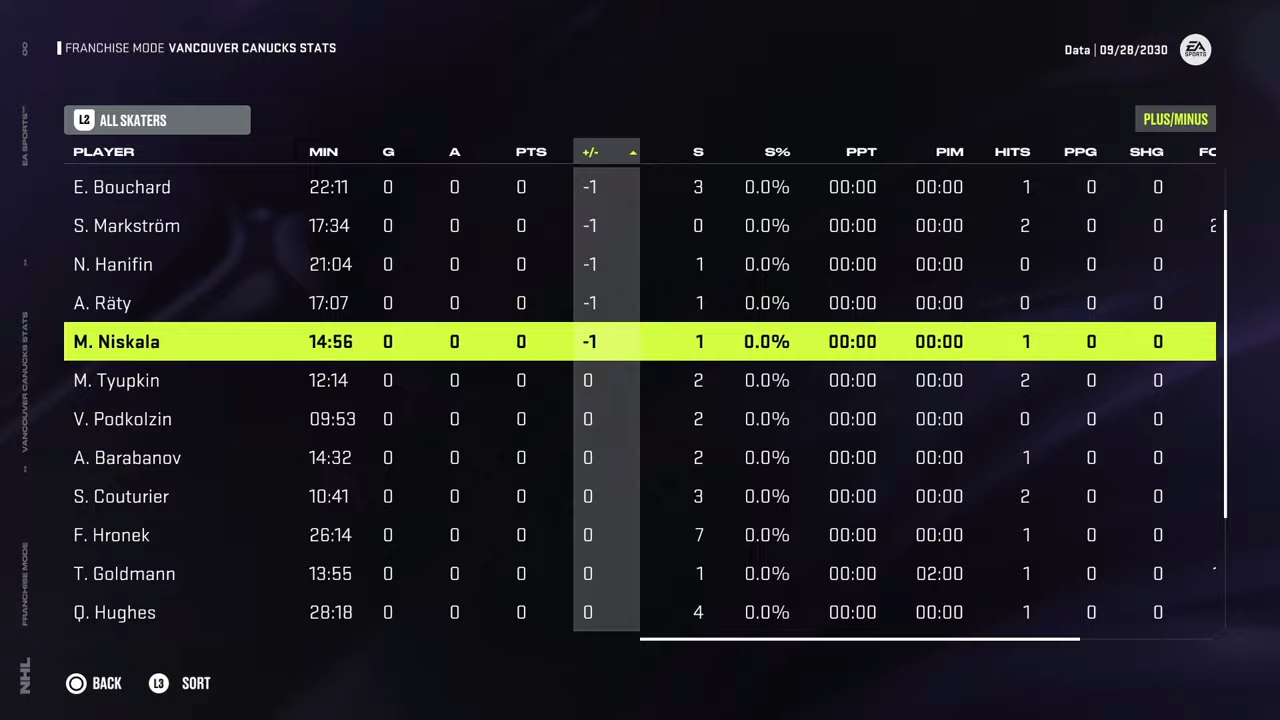 FRANCHISE MODE VANCOUVER CANUCKS STATS
Data | 09/28/2030
EA SPORTS
L2 ALL SKATERS
PLUS/MINUS
PLAYER MIN G A PTS +/- S S% PPT PIM HITS PPG SHG
E. Bouchard 22:11 0 0 0 -1 3 0.0% 00:00 00:00 1 0 0
S. Markström 17:34 0 0 0 -1 0 0.0% 00:00 00:00 2 0 0 2
N. Hanifin 21:04 0 0 0 -1 1 0.0% 00:00 00:00 0 0 0
A. Räty 17:07 0 0 0 -1 1 0.0% 00:00 00:00 0 0 0
M. Niskala 14:56 0 0 0 -1 1 0.0% 00:00 00:00 1 0 0
M. Tyupkin 12:14 0 0 0 0 2 0.0% 00:00 00:00 2 0 0
V. Podkolzin 09:53 0 0 0 0 2 0.0% 00:00 00:00 0 0 0
A. Barabanov 14:32 0 0 0 0 2 0.0% 00:00 00:00 1 0 0
S. Couturier 10:41 0 0 0 0 3 0.0% 00:00 00:00 2 0 0
F. Hronek 26:14 0 0 0 0 7 0.0% 00:00 00:00 1 0 0
T. Goldmann 13:55 0 0 0 0 1 0.0% 00:00 02:00 1 0 0
Q. Hughes 28:18 0 0 0 0 4 0.0% 00:00 00:00 1 0 0
BACK L3 SORT
NHL
FRANCHISE MODE
VANCOUVER CANUCKS STATS
EA SPORTS™